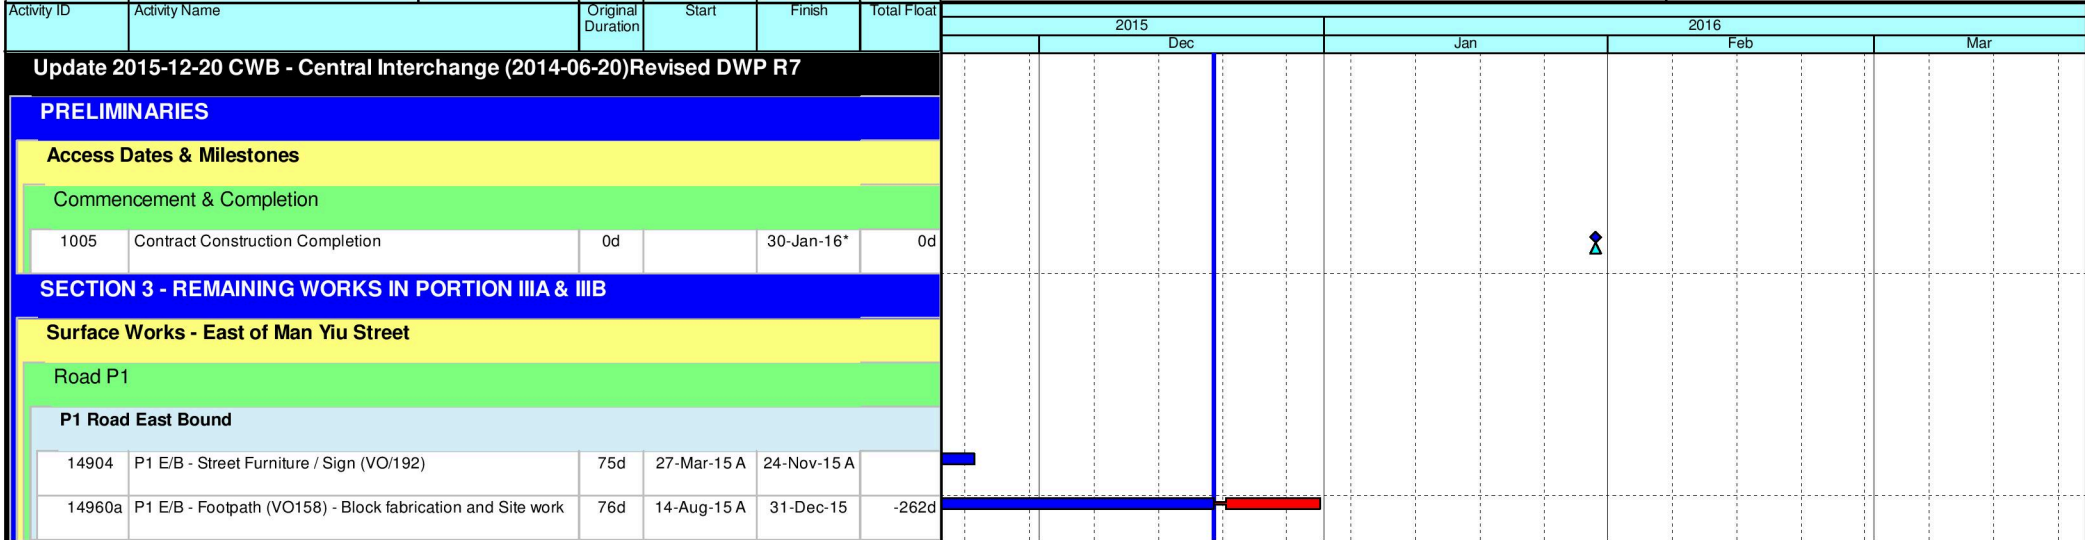 Activity ID Activity Name Original Start Finish Total Float
Duration
2015 2016
Dec Jan Feb Mar
Update 2015-12-20 CWB - Central Interchange (2014-06-20)Revised DWP R7
PRELIMINARIES
Access Dates & Milestones
Commencement & Completion
1005 Contract Construction Completion 0d 30-Jan-16* 0d
SECTION 3 - REMAINING WORKS IN PORTION IIIA & IIIB
Surface Works - East of Man Yiu Street
Road P1
P1 Road East Bound
14904 P1 E/B - Street Furniture / Sign (VO/192) 75d 27-Mar-15 A 24-Nov-15 A
14960a P1 E/B - Footpath (VO158) - Block fabrication and Site work 76d 14-Aug-15 A 31-Dec-15 -262d